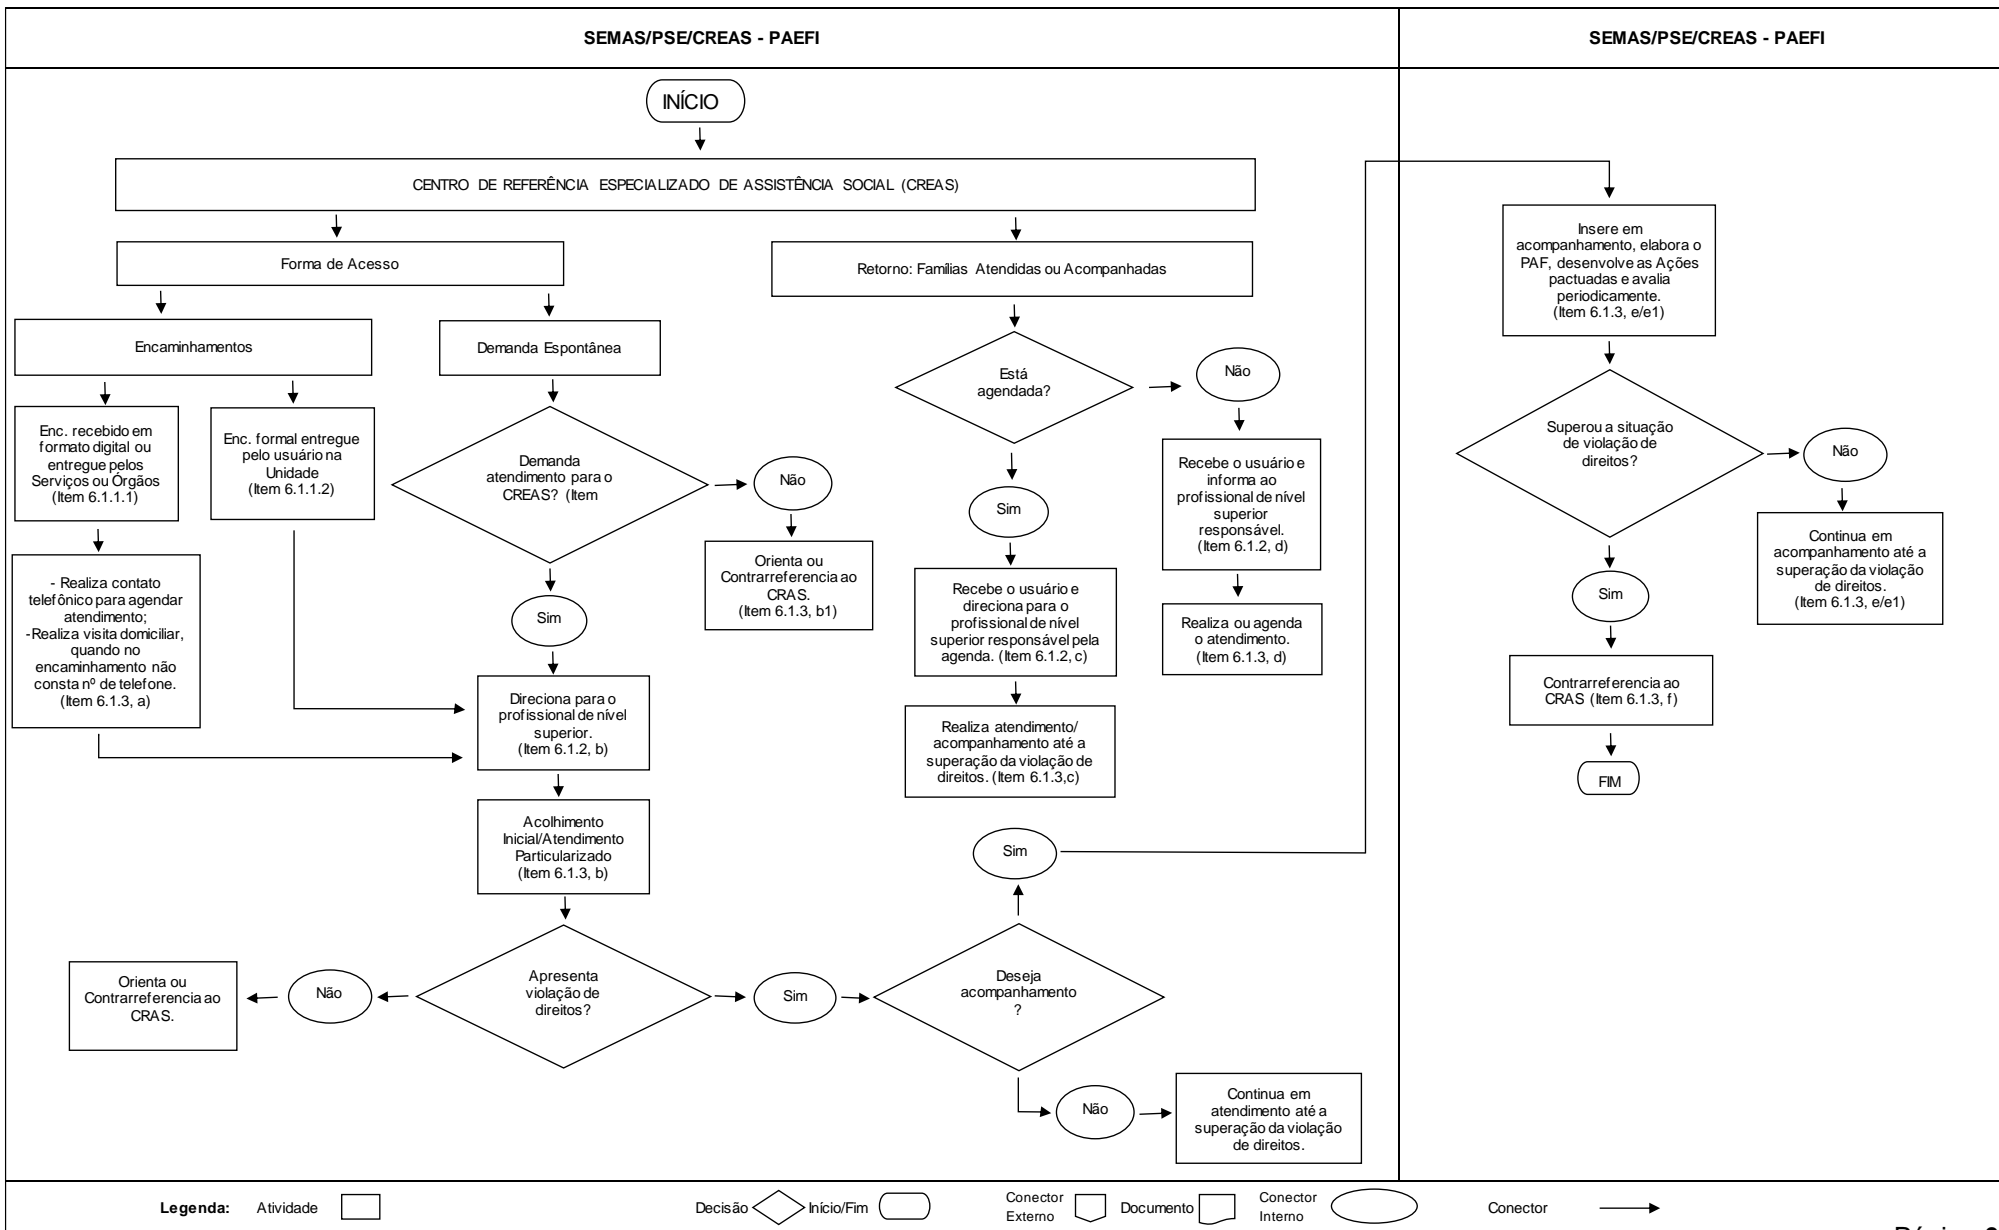 SEMAS/PSE/CREAS - PAEFI
SEMAS/PSE/CREAS - PAEFI
INÍCIO
CENTRO DE REFERÊNCIA ESPECIALIZADO DE ASSISTÊNCIA SOCIAL (CREAS)
Forma de Acesso
Retorno: Famílias Atendidas ou Acompanhadas
Encaminhamentos
Demanda Espontânea
Enc. recebido em
formato digital ou
entregue pelos
Serviços ou Órgãos
(Item 6.1.1.1)
Enc. formal entregue
pelo usuário na
Unidade
(Item 6.1.1.2)
Demanda
atendimento para o
CREAS? (Item
Não
Orienta ou
Contrarreferencia ao
CRAS.
(Item 6.1.3, b1)
Sim
- Realiza contato
telefônico para agendar
atendimento;
-Realiza visita domiciliar,
quando no
encaminhamento não
consta nº de telefone.
(Item 6.1.3, a)
Direciona para o
profissional de nível
superior.
(Item 6.1.2, b)
Acolhimento
Inicial/Atendimento
Particularizado
(Item 6.1.3, b)
Apresenta
violação de
direitos?
Não
Orienta ou
Contrarreferencia ao
CRAS.
Sim
Deseja
acompanhamento
?
Sim
Não
Continua em
atendimento até a
superação da violação
de direitos.
Está
agendada?
Não
Recebe o usuário e
informa ao
profissional de nível
superior
responsável.
(Item 6.1.2, d)
Realiza ou agenda
o atendimento.
(Item 6.1.3, d)
Sim
Recebe o usuário e
direciona para o
profissional de nível
superior responsável pela
agenda. (Item 6.1.2, c)
Realiza atendimento/
acompanhamento até a
superação da violação de
direitos. (Item 6.1.3,c)
Insere em
acompanhamento, elabora o
PAF, desenvolve as Ações
pactuadas e avalia
periodicamente.
(Item 6.1.3, e/e1)
Superou a situação
de violação de
direitos?
Não
Continua em
acompanhamento até a
superação da violação
de direitos.
(Item 6.1.3, e/e1)
Sim
Contrarreferencia ao
CRAS (Item 6.1.3, f)
FIM
Legenda:
Atividade
Decisão
Início/Fim
Conector
Externo
Documento
Conector
Interno
Conector